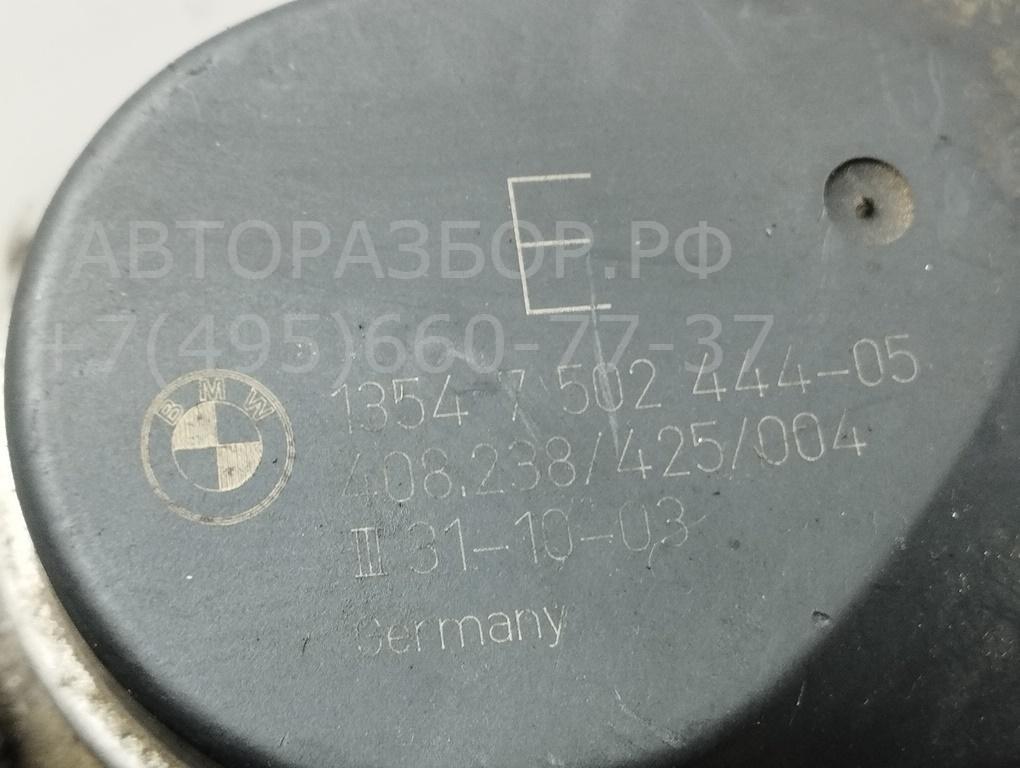 E
АВТОРАЗБОР.РФ
+7(495)660-77-37
BMW
1354 7 502 444-05
408.238/425/004
III 31-10-03
Germany